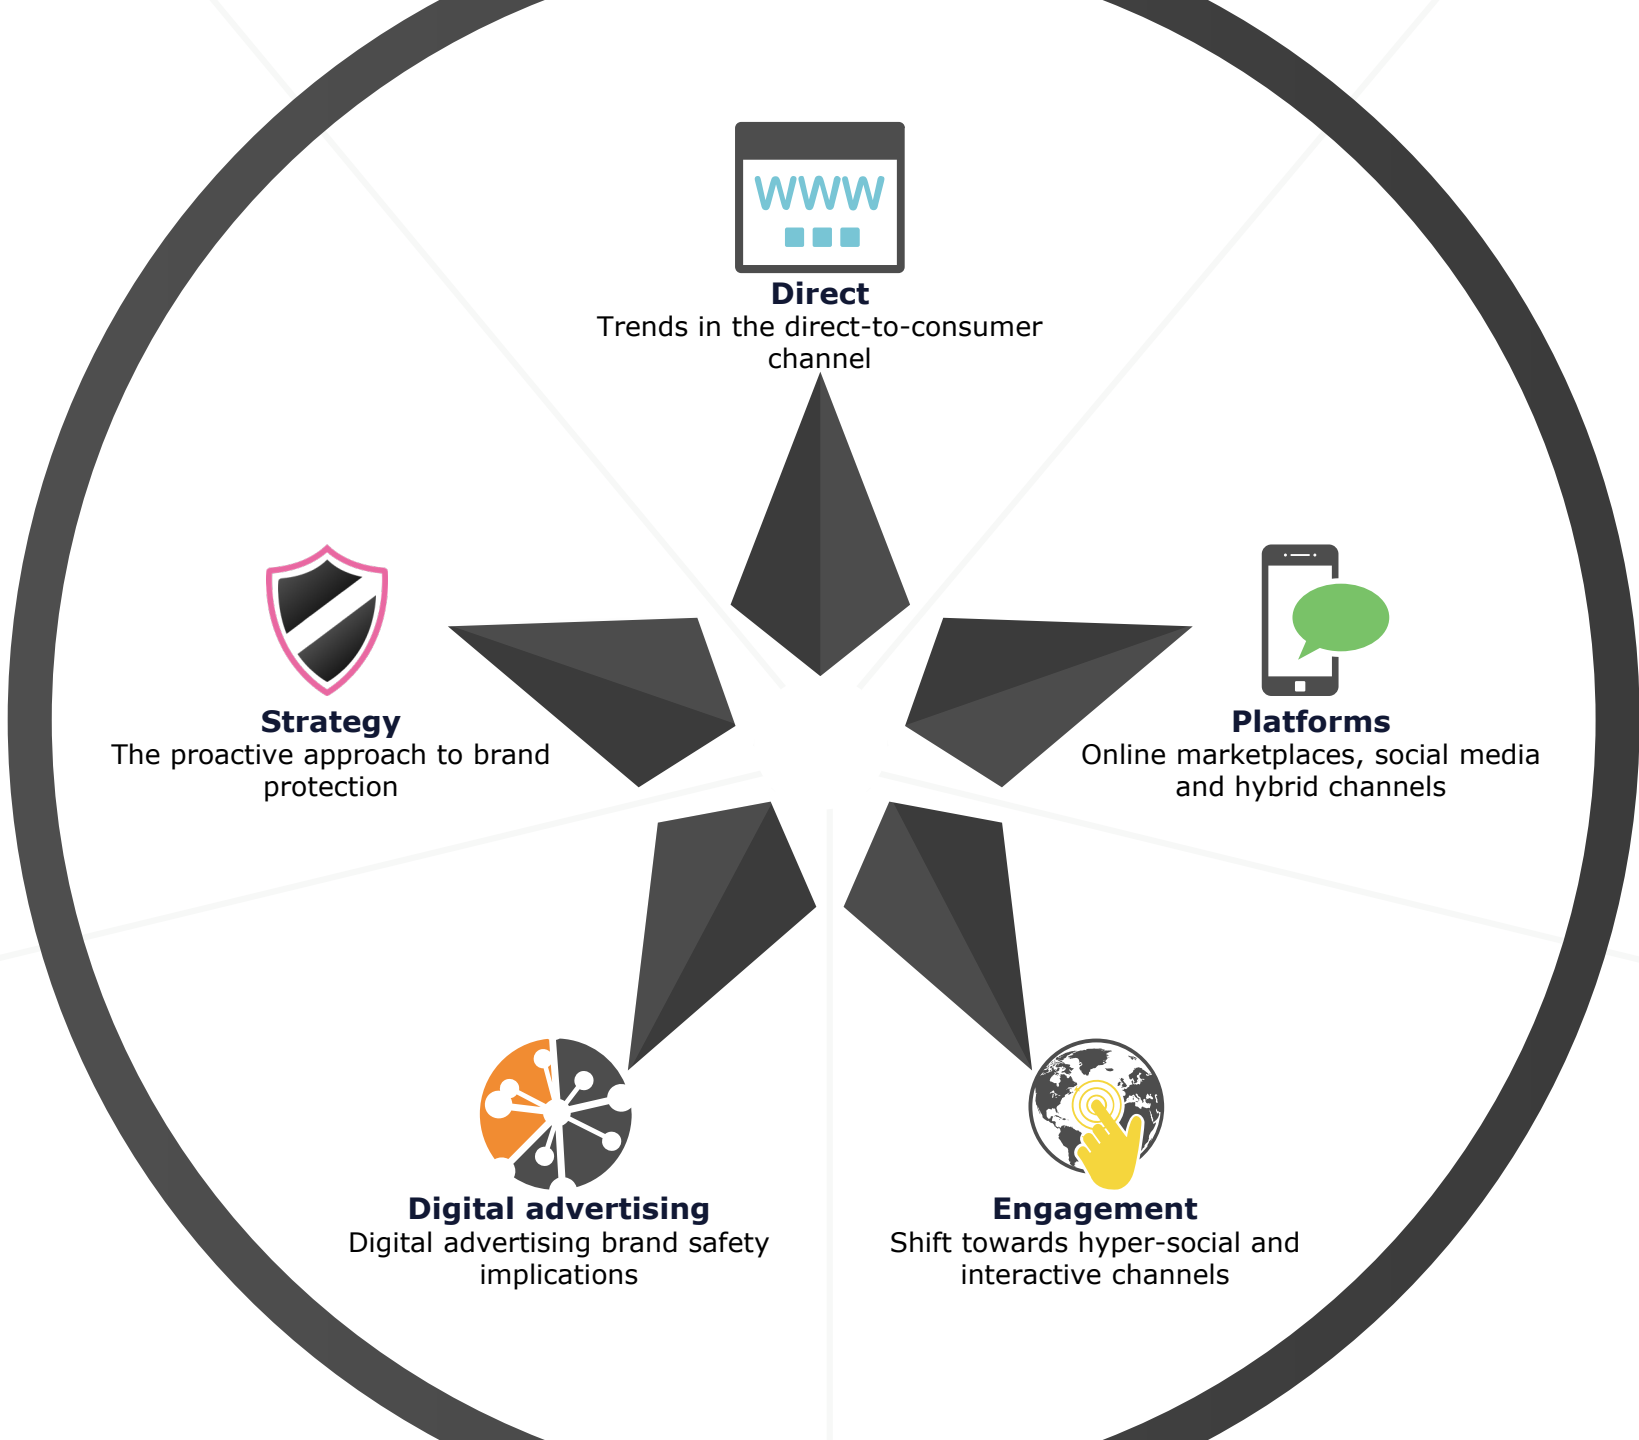 WWW
Direct
Trends in the direct-to-consumer
channel
Strategy
The proactive approach to brand
protection
Platforms
Online marketplaces, social media
and hybrid channels
Digital advertising
Digital advertising brand safety
implications
Engagement
Shift towards hyper-social and
interactive channels